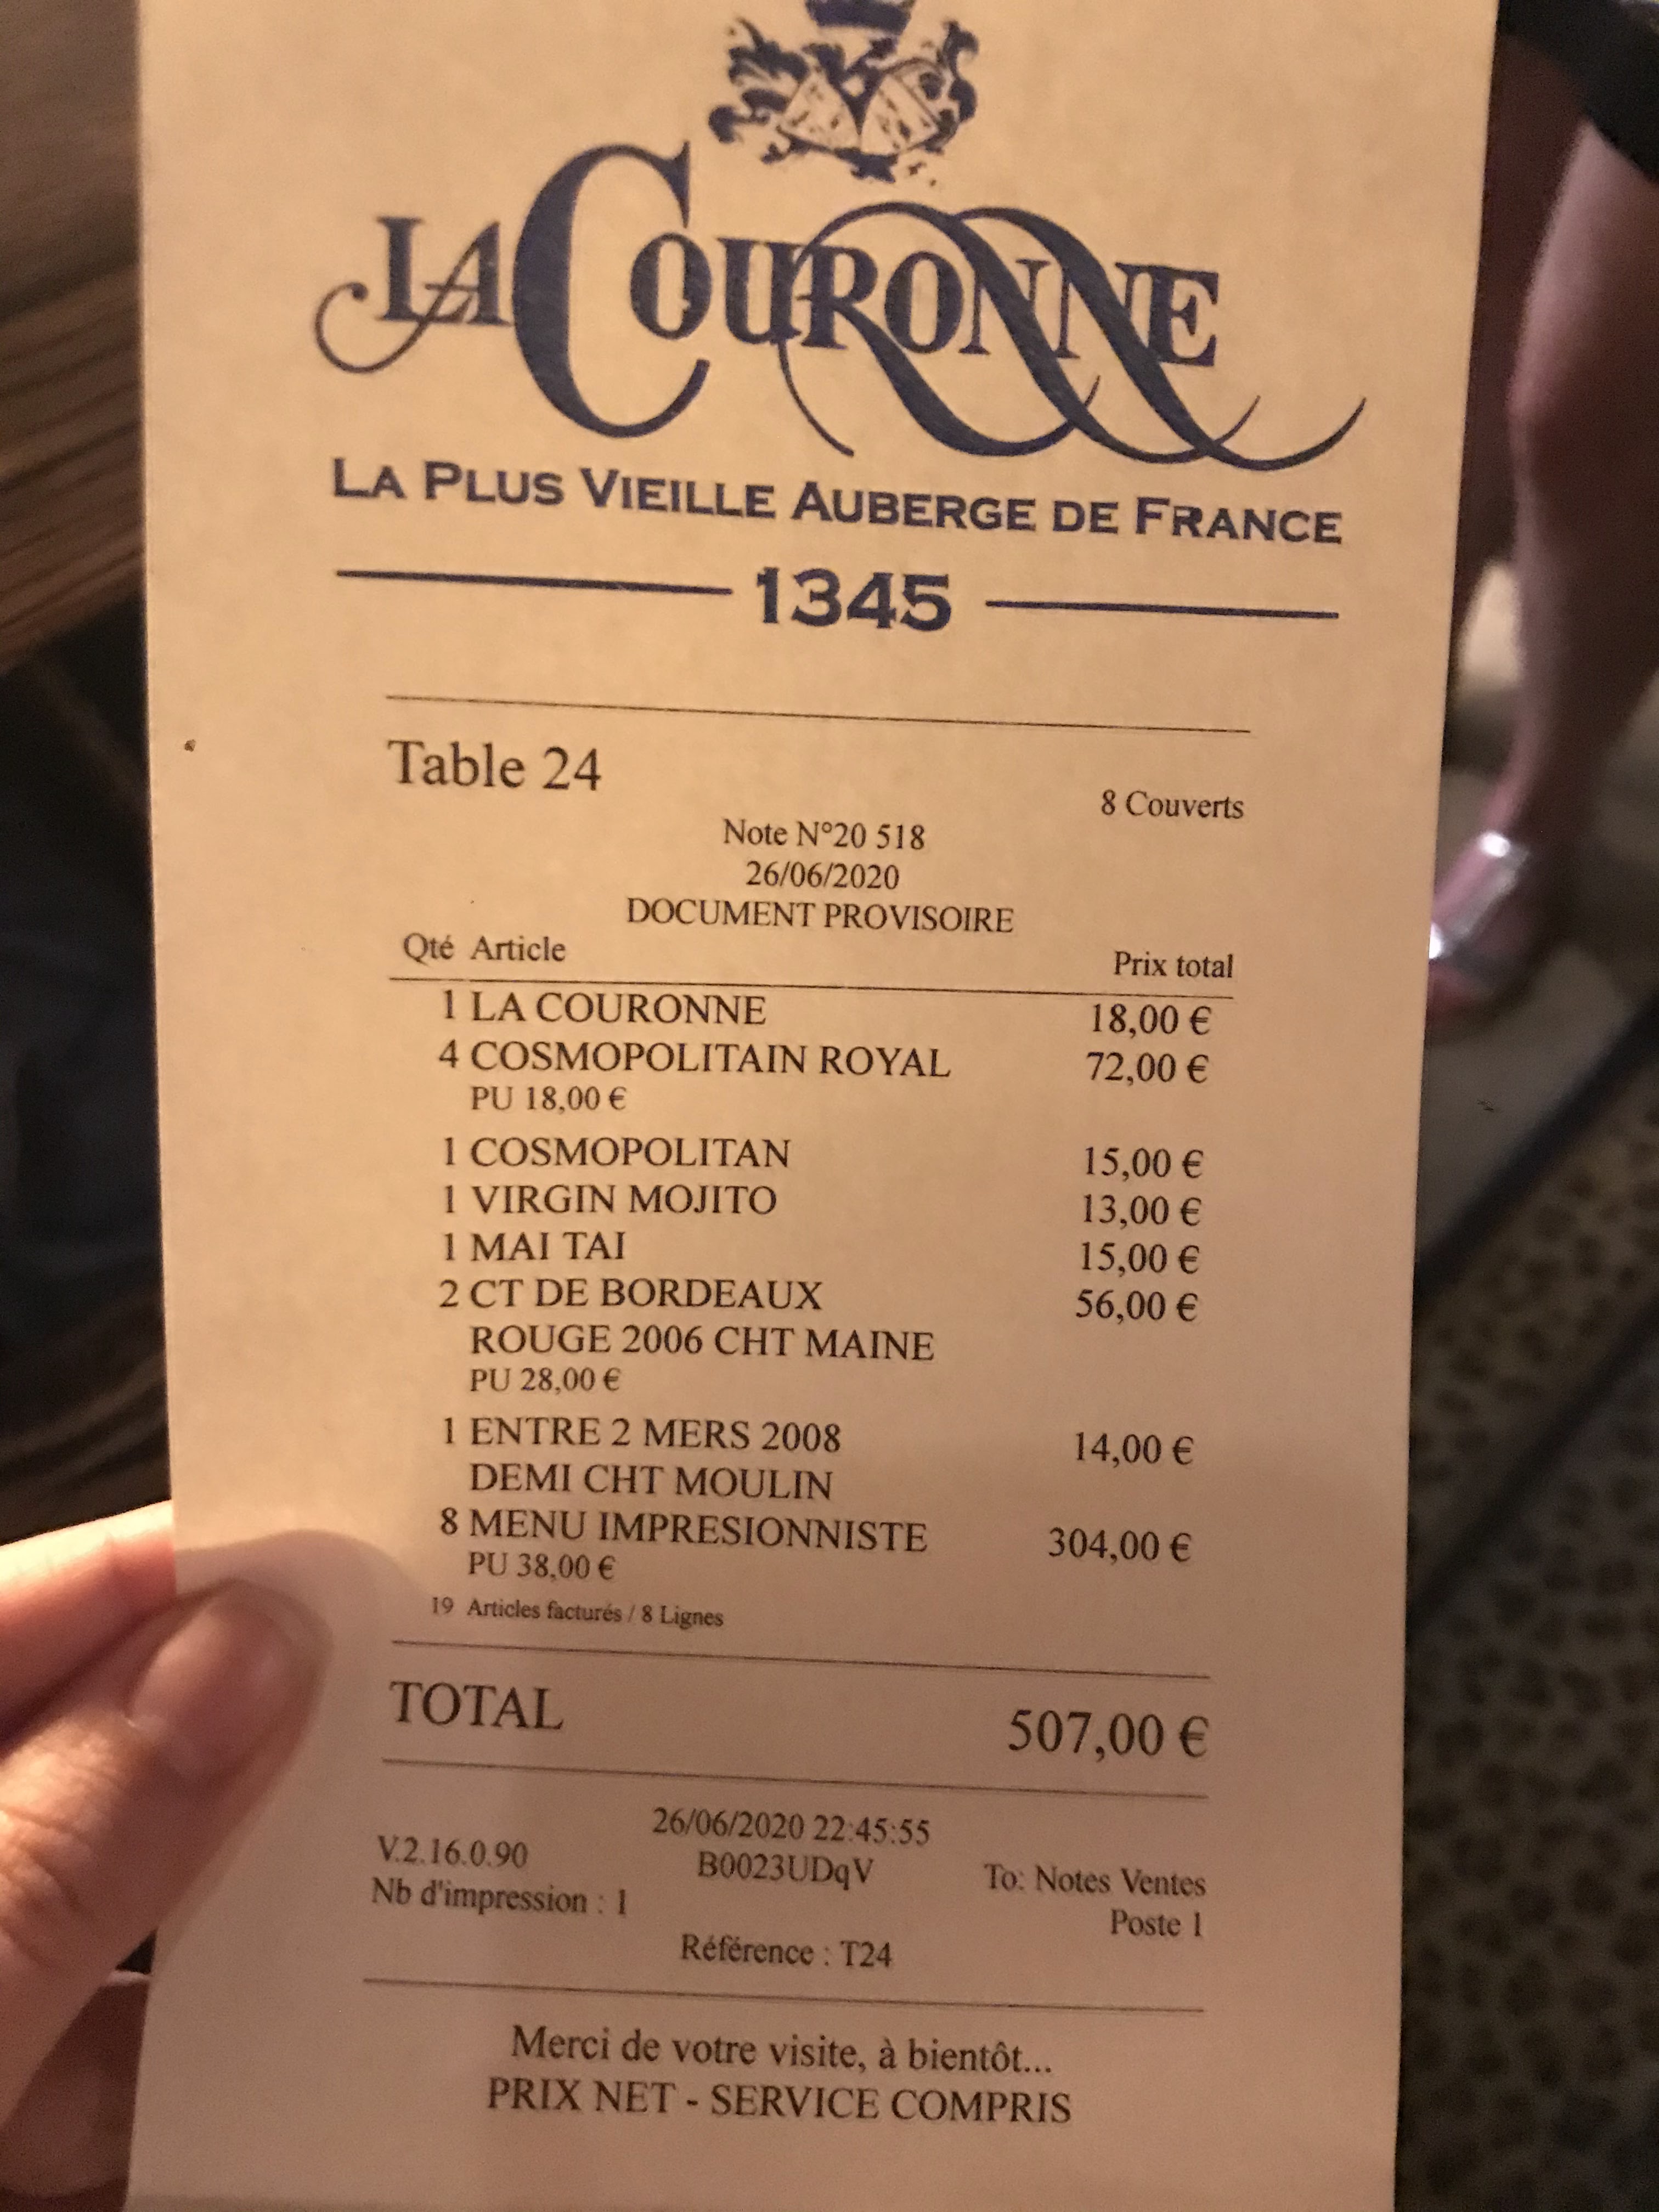 LA COURONNE
LA PLUS VIEILLE AUBERGE DE FRANCE
1345
Table 24
8 Couverts
Note N°20 518
26/06/2020
DOCUMENT PROVISOIRE
Qté Article Prix total
1 LA COURONNE 18,00 €
4 COSMOPOLITAIN ROYAL 72,00 €
PU 18,00 €
1 COSMOPOLITAN 15,00 €
1 VIRGIN MOJITO 13,00 €
1 MAI TAI 15,00 €
2 CT DE BORDEAUX 56,00 €
ROUGE 2006 CHT MAINE
PU 28,00 €
1 ENTRE 2 MERS 2008 14,00 €
DEMI CHT MOULIN
8 MENU IMPRESIONNISTE 304,00 €
PU 38,00 €
19 Articles facturés / 8 Lignes
TOTAL 507,00 €
26/06/2020 22:45:55
V.2.16.0.90 B0023UDqV To: Notes Ventes
Nb d'impression : 1 Poste 1
Référence : T24
Merci de votre visite, à bientôt...
PRIX NET - SERVICE COMPRIS